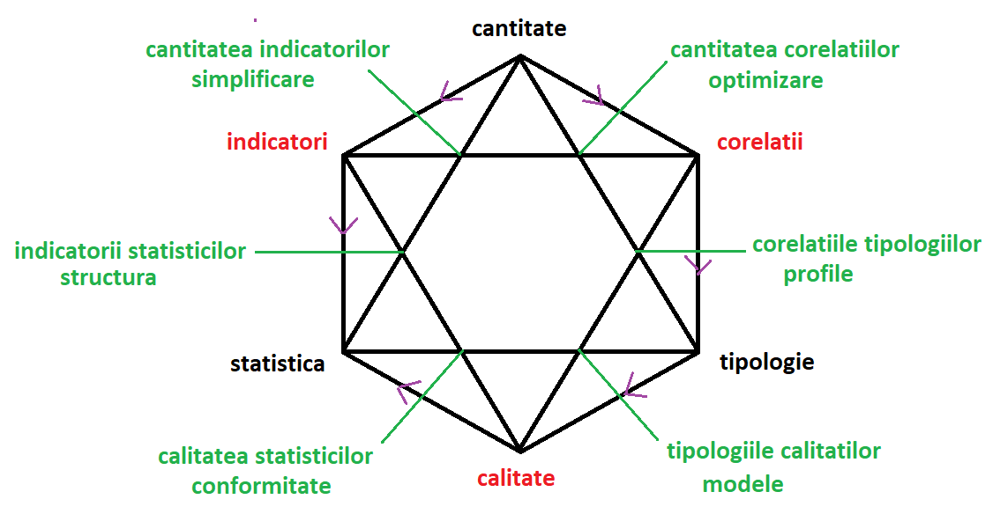 cantitate
cantitatea indicatorilor
simplificare
cantitatea corelatiilor
optimizare
indicatori
corelatii
indicatorii statisticilor
structura
corelatiile tipologiilor
profile
statistica
tipologie
calitatea statisticilor
conformitate
calitate
tipologiile calitatilor
modele